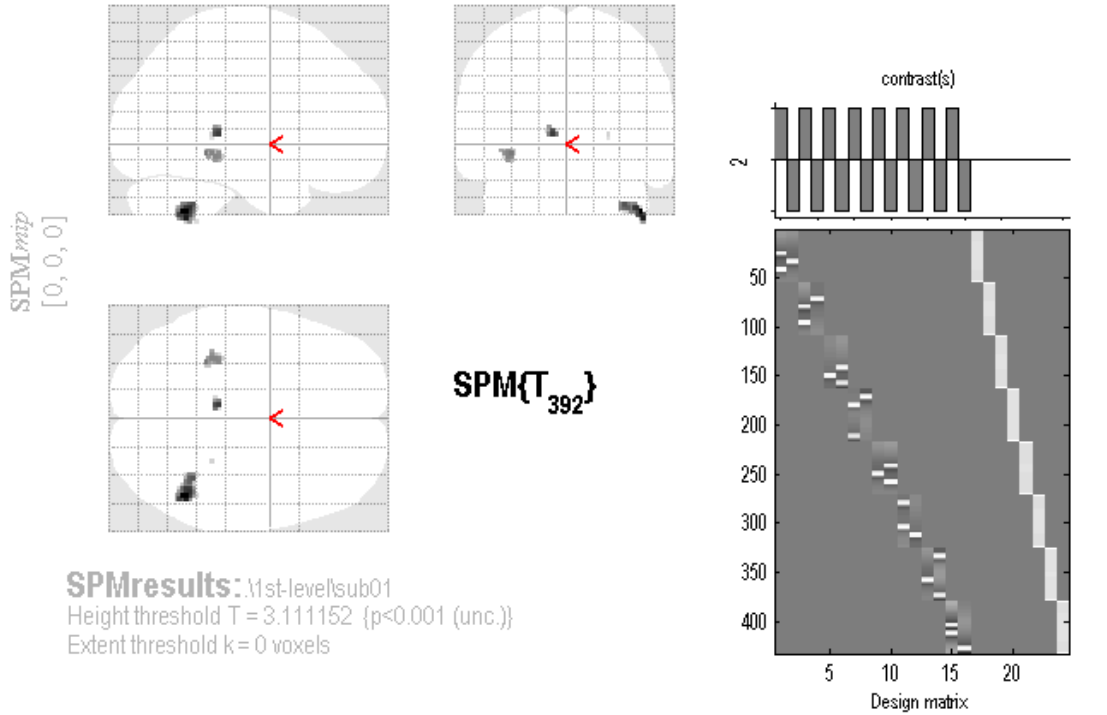 SPMmip
[0, 0, 0]
SPM{T392}
SPMresults: .\1st-level\sub01
Height threshold T = 3.111152 {p<0.001 (unc.)}
Extent threshold k = 0 voxels
contrast(s)
2
50
100
150
200
250
300
350
400
5 10 15 20
Design matrix